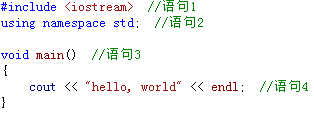 #include <iostream>  //语句1
using namespace std;  //语句2

void main()  //语句3
{
    cout << "hello, world" << endl;  //语句4
}